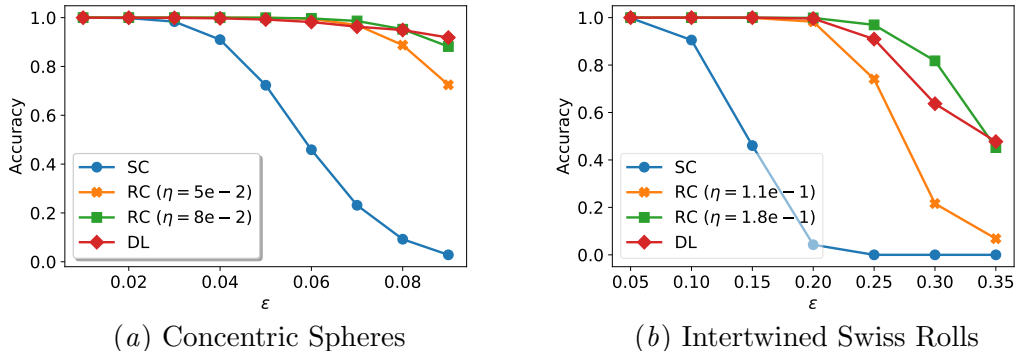 1.0
0.8
0.6
0.4
0.2
0.0
Accuracy
SC
RC (η = 5e − 2)
RC (η = 8e − 2)
DL
0.02 0.04 0.06 0.08
ε
(a) Concentric Spheres
1.0
0.8
0.6
0.4
0.2
0.0
Accuracy
SC
RC (η = 1.1e − 1)
RC (η = 1.8e − 1)
DL
0.05 0.10 0.15 0.20 0.25 0.30 0.35
ε
(b) Intertwined Swiss Rolls